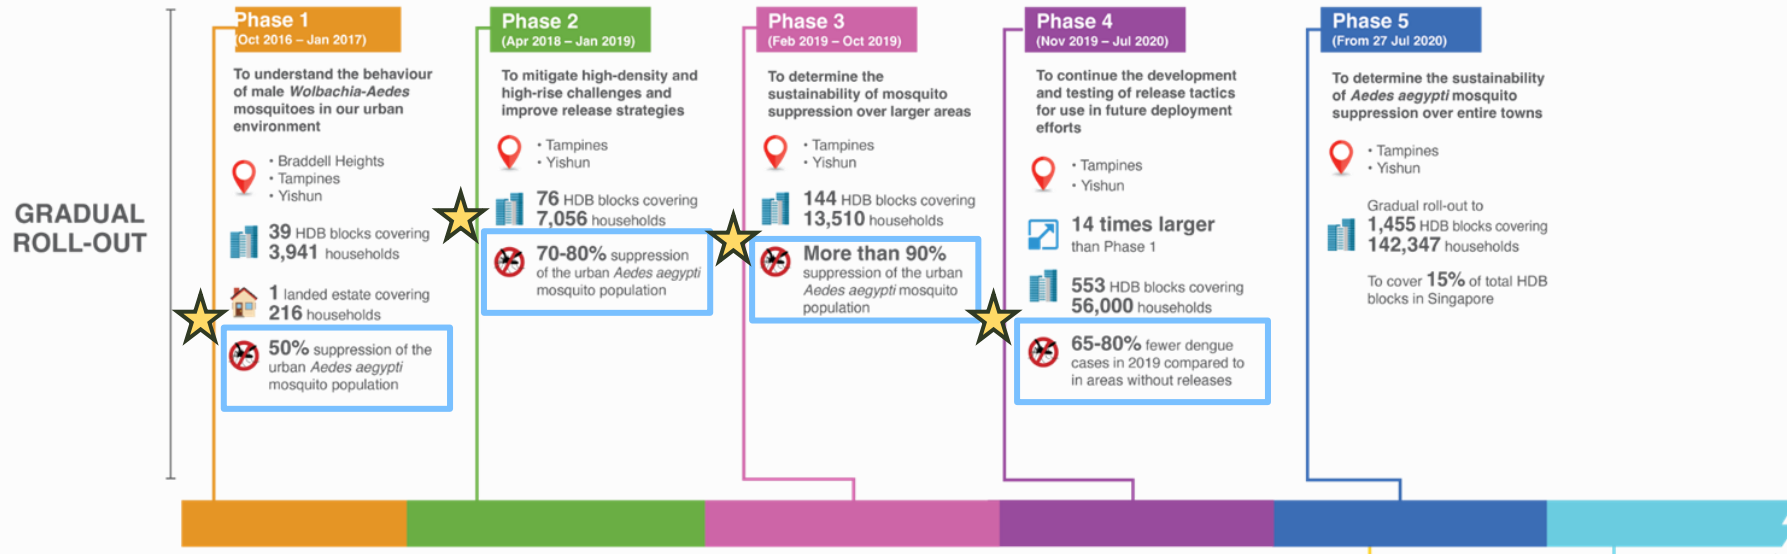 GRADUAL
ROLL-OUT
Phase 1
(Oct 2016 – Jan 2017)
To understand the behaviour
of male Wolbachia-Aedes
mosquitoes in our urban
environment
• Braddell Heights
• Tampines
• Yishun
39 HDB blocks covering
3,941 households
1 landed estate covering
216 households
50% suppression of the
urban Aedes aegypti
mosquito population
Phase 2
(Apr 2018 – Jan 2019)
To mitigate high-density and
high-rise challenges and
improve release strategies
• Tampines
• Yishun
76 HDB blocks covering
7,056 households
70-80% suppression
of the urban Aedes aegypti
mosquito population
Phase 3
(Feb 2019 – Oct 2019)
To determine the
sustainability of mosquito
suppression over larger areas
• Tampines
• Yishun
144 HDB blocks covering
13,510 households
More than 90%
suppression of the urban
Aedes aegypti mosquito
population
Phase 4
(Nov 2019 – Jul 2020)
To continue the development
and testing of release tactics
for use in future deployment
efforts
• Tampines
• Yishun
14 times larger
than Phase 1
553 HDB blocks covering
56,000 households
65-80% fewer dengue
cases in 2019 compared to
in areas without releases
Phase 5
(From 27 Jul 2020)
To determine the sustainability
of Aedes aegypti mosquito
suppression over entire towns
• Tampines
• Yishun
Gradual roll-out to
1,455 HDB blocks covering
142,347 households
To cover 15% of total HDB
blocks in Singapore